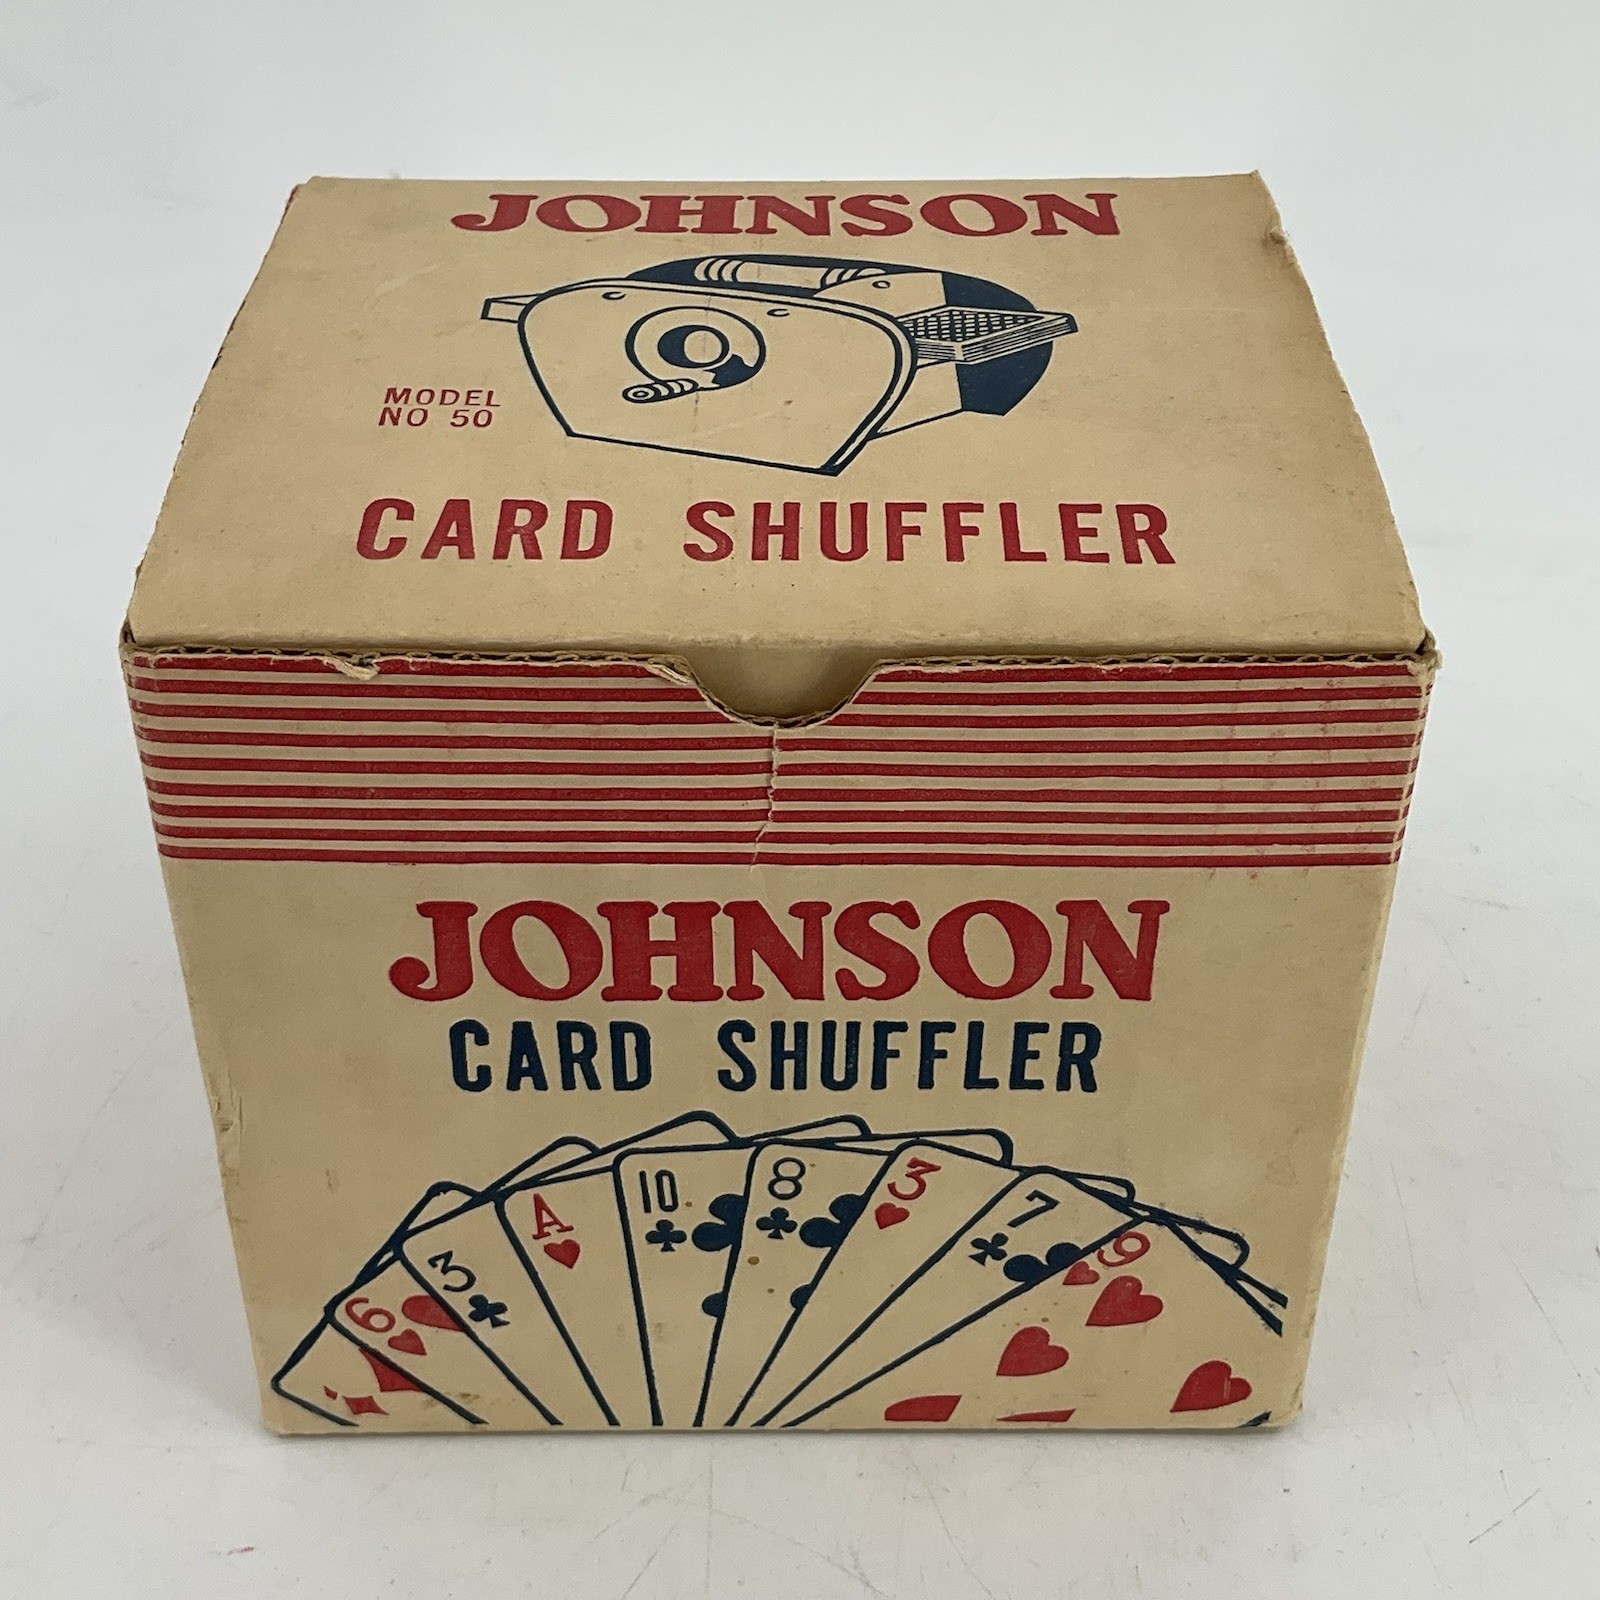 JOHNSON
MODEL
NO 50
CARD SHUFFLER
JOHNSON
CARD SHUFFLER
6 3 A 10 8 3 7 9